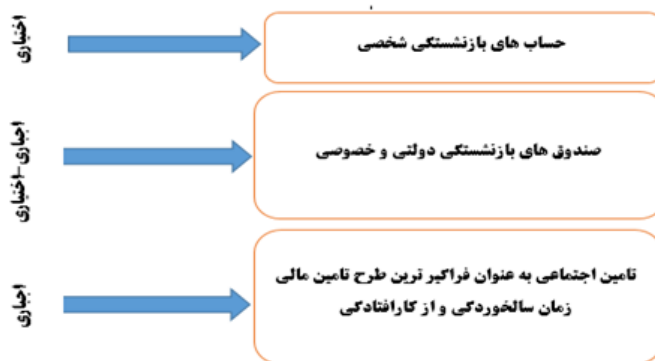 اختیاری
حساب های بازنشستگی شخصی
اجباری-اختیاری
صندوق های بازنشستگی دولتی و خصوصی
اجباری
تامین اجتماعی به عنوان فراگیر ترین طرح تامین مالی
زمان سالخوردگی و از کارافتادگی